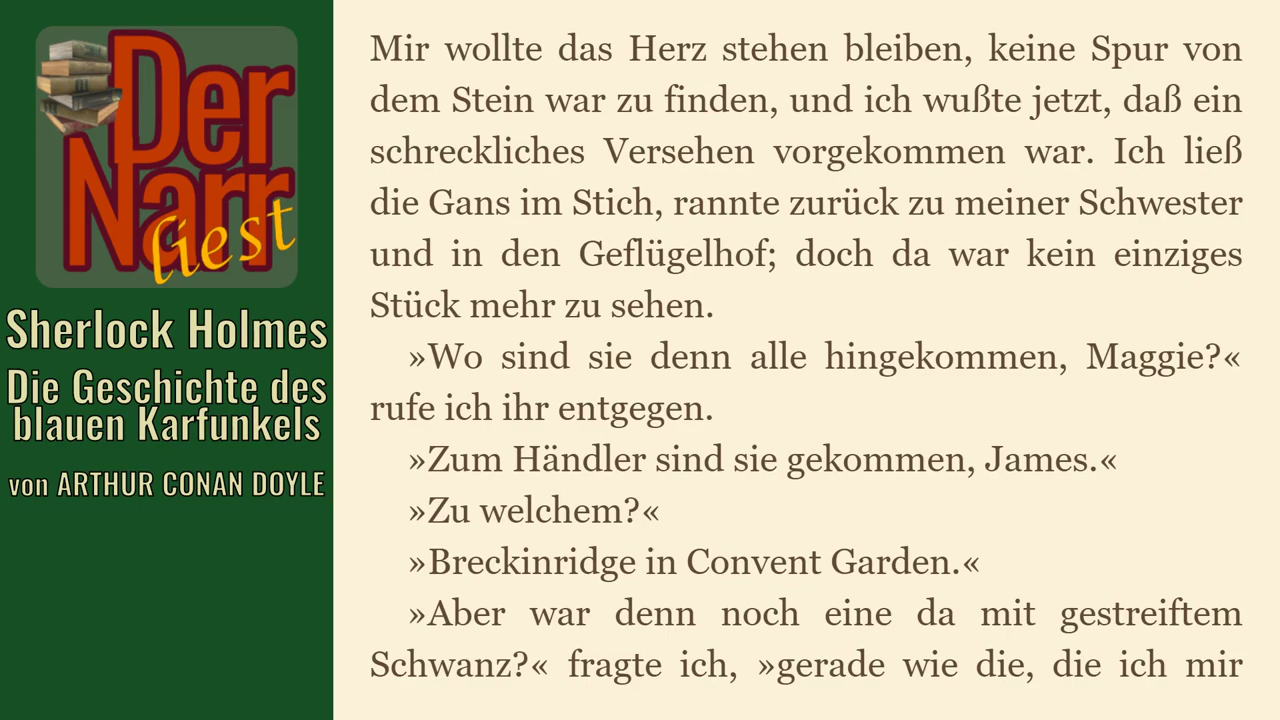 Der
Narr
liest
Sherlock Holmes
Die Geschichte des
blauen Karfunkels
von ARTHUR CONAN DOYLE
Mir wollte das Herz stehen bleiben, keine Spur von
dem Stein war zu finden, und ich wußte jetzt, daß ein
schreckliches Versehen vorgekommen war. Ich ließ
die Gans im Stich, rannte zurück zu meiner Schwester
und in den Geflügelhof; doch da war kein einziges
Stück mehr zu sehen.
»Wo sind sie denn alle hingekommen, Maggie?«
rufe ich ihr entgegen.
»Zum Händler sind sie gekommen, James.«
»Zu welchem?«
»Breckinridge in Convent Garden.«
»Aber war denn noch eine da mit gestreiftem
Schwanz?« fragte ich, »gerade wie die, die ich mir